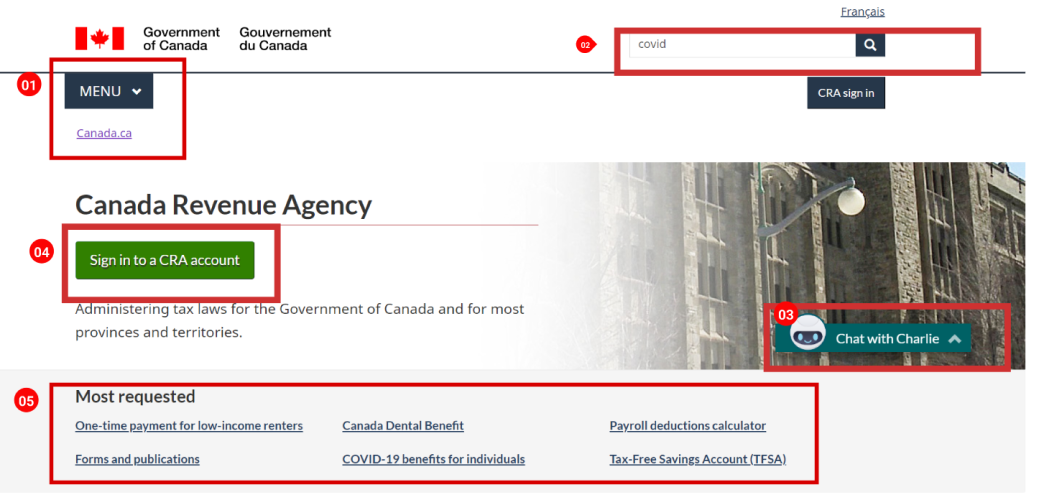 Français
Government Gouvernement
of Canada du Canada
02
covid
01
MENU
CRA sign in
Canada.ca
Canada Revenue Agency
04
Sign in to a CRA account
Administering tax laws for the Government of Canada and for most
provinces and territories.
03
Chat with Charlie
05
Most requested
One-time payment for low-income renters
Canada Dental Benefit
Payroll deductions calculator
Forms and publications
COVID-19 benefits for individuals
Tax-Free Savings Account (TFSA)